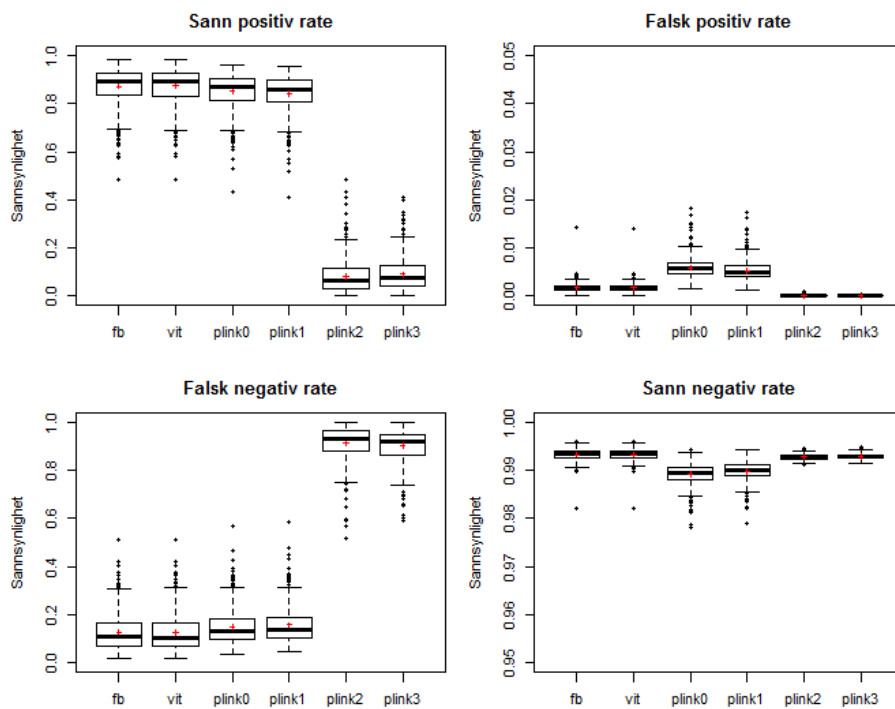 Sann positiv rate
Sannsynlighet
0.0 0.2 0.4 0.6 0.8 1.0
fb vit plink0 plink1 plink2 plink3
Falsk positiv rate
Sannsynlighet
0.00 0.01 0.02 0.03 0.04 0.05
fb vit plink0 plink1 plink2 plink3
Falsk negativ rate
Sannsynlighet
0.0 0.2 0.4 0.6 0.8 1.0
fb vit plink0 plink1 plink2 plink3
Sann negativ rate
Sannsynlighet
0.95 0.96 0.97 0.98 0.99 1.00
fb vit plink0 plink1 plink2 plink3